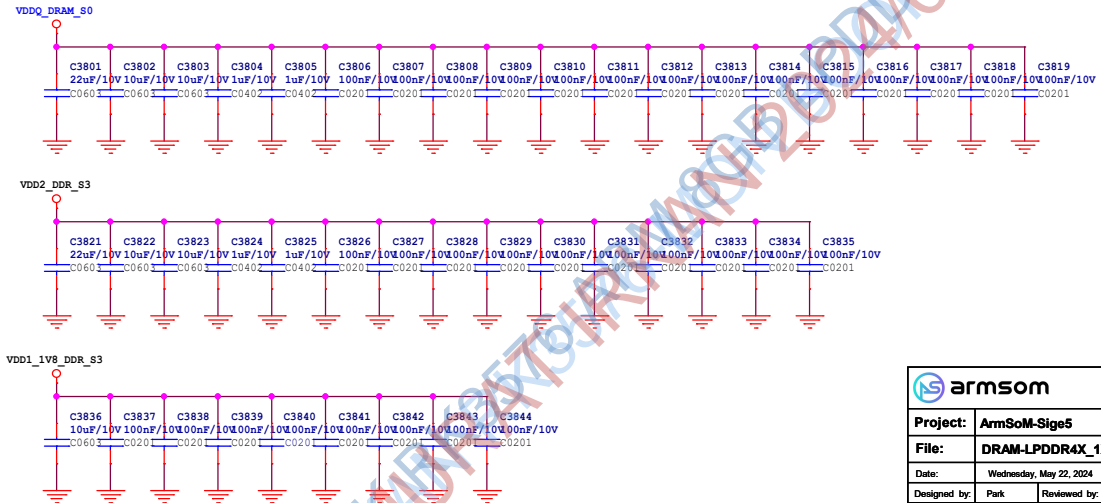 VDDQ_DRAM_S0
C3801 C3802 C3803 C3804 C3805 C3806 C3807 C3808 C3809 C3810 C3811 C3812 C3813 C3814 C3815 C3816 C3817 C3818 C3819
22uF/10V 10uF/10V 10uF/10V 1uF/10V 1uF/10V 100nF/10V 100nF/10V 100nF/10V 100nF/10V 100nF/10V 100nF/10V 100nF/10V 100nF/10V 100nF/10V 100nF/10V 100nF/10V 100nF/10V 100nF/10V 100nF/10V
C0603 C0603 C0603 C0402 C0402 C0201 C0201 C0201 C0201 C0201 C0201 C0201 C0201 C0201 C0201 C0201 C0201 C0201 C0201
VDD2_DDR_S3
C3821 C3822 C3823 C3824 C3825 C3826 C3827 C3828 C3829 C3830 C3831 C3832 C3833 C3834 C3835
22uF/10V 10uF/10V 10uF/10V 1uF/10V 1uF/10V 100nF/10V 100nF/10V 100nF/10V 100nF/10V 100nF/10V 100nF/10V 100nF/10V 100nF/10V 100nF/10V 100nF/10V
C0603 C0603 C0603 C0402 C0402 C0201 C0201 C0201 C0201 C0201 C0201 C0201 C0201 C0201 C0201
VDD1_1V8_DDR_S3
C3836 C3837 C3838 C3839 C3840 C3841 C3842 C3843 C3844
10uF/10V 100nF/10V 100nF/10V 100nF/10V 100nF/10V 100nF/10V 100nF/10V 100nF/10V 100nF/10V
C0603 C0201 C0201 C0201 C0201 C0201 C0201 C0201 C0201
armsom
Project: ArmSoM-Sige5
File: DRAM-LPDDR4X_1
Date: Wednesday, May 22, 2024
Designed by: Park Reviewed by: